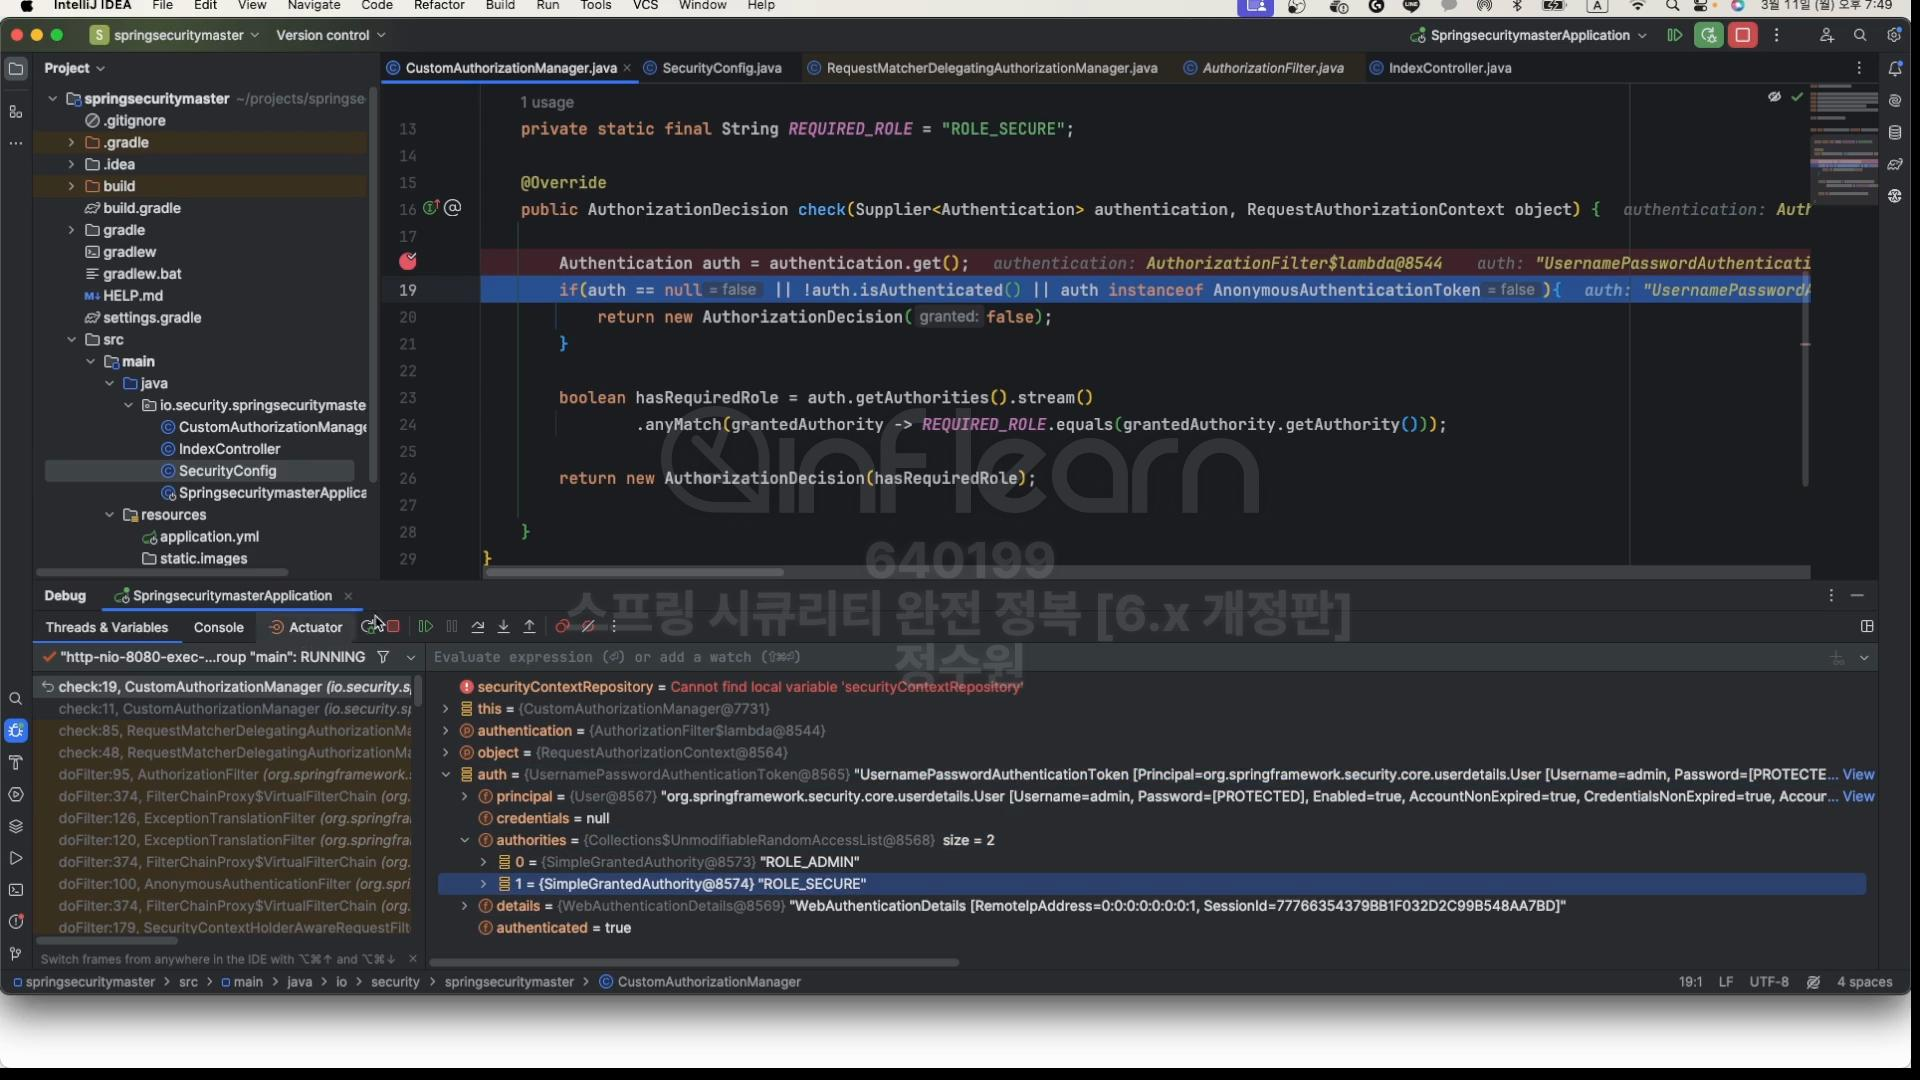 IntelliJ IDEA File Edit View Navigate Code Refactor Build Run Tools VCS Window Help
A 3월 11일 (월) 오후 7:49
S springsecuritymaster Version control SpringsecuritymasterApplication
Project
CustomAuthorizationManager.java SecurityConfig.java RequestMatcherDelegatingAuthorizationManager.java AuthorizationFilter.java IndexController.java
springsecuritymaster ~/projects/springse
.gitignore
.gradle
.idea
build
build.gradle
gradle
gradlew
gradlew.bat
HELP.md
settings.gradle
src
main
java
io.security.springsecuritymaste
CustomAuthorizationManage
IndexController
SecurityConfig
SpringsecuritymasterApplica
resources
application.yml
static.images
1 usage
13 private static final String REQUIRED_ROLE = "ROLE_SECURE";
14
15 @Override
16 public AuthorizationDecision check(Supplier<Authentication> authentication, RequestAuthorizationContext object) { authentication: Auth
17
Authentication auth = authentication.get(); authentication: AuthorizationFilter$lambda@8544 auth: "UsernamePasswordAuthenticati
19 if(auth == null = false || !auth.isAuthenticated() || auth instanceof AnonymousAuthenticationToken = false ){ auth: "UsernamePasswordA
20 return new AuthorizationDecision( granted: false);
21 }
22
23 boolean hasRequiredRole = auth.getAuthorities().stream()
24 .anyMatch(grantedAuthority -> REQUIRED_ROLE.equals(grantedAuthority.getAuthority()));
25
26 return new AuthorizationDecision(hasRequiredRole);
27
28 }
29 }
inflearn
640199
스프링 시큐리티 완전 정복 [6.x 개정판]
정수원
Debug SpringsecuritymasterApplication
Threads & Variables Console Actuator
"http-nio-8080-exec-...roup "main": RUNNING
Evaluate expression (⏎) or add a watch (⇧⌘⏎)
check:19, CustomAuthorizationManager (io.security.sp
check:11, CustomAuthorizationManager (io.security.sp
check:85, RequestMatcherDelegatingAuthorizationMa
check:48, RequestMatcherDelegatingAuthorizationMa
doFilter:95, AuthorizationFilter (org.springframework.
doFilter:374, FilterChainProxy$VirtualFilterChain (org.
doFilter:126, ExceptionTranslationFilter (org.springfra
doFilter:120, ExceptionTranslationFilter (org.springfra
doFilter:374, FilterChainProxy$VirtualFilterChain (org.
doFilter:100, AnonymousAuthenticationFilter (org.spri
doFilter:374, FilterChainProxy$VirtualFilterChain (org.
doFilter:179, SecurityContextHolderAwareRequestFilt
Switch frames from anywhere in the IDE with ⌥⌘↑ and ⌥⌘↓
securityContextRepository = Cannot find local variable 'securityContextRepository'
this = {CustomAuthorizationManager@7731}
authentication = {AuthorizationFilter$lambda@8544}
object = {RequestAuthorizationContext@8564}
auth = {UsernamePasswordAuthenticationToken@8565} "UsernamePasswordAuthenticationToken [Principal=org.springframework.security.core.userdetails.User [Username=admin, Password=[PROTECTE... View
principal = {User@8567} "org.springframework.security.core.userdetails.User [Username=admin, Password=[PROTECTED], Enabled=true, AccountNonExpired=true, CredentialsNonExpired=true, Accour... View
credentials = null
authorities = {Collections$UnmodifiableRandomAccessList@8568} size = 2
0 = {SimpleGrantedAuthority@8573} "ROLE_ADMIN"
1 = {SimpleGrantedAuthority@8574} "ROLE_SECURE"
details = {WebAuthenticationDetails@8569} "WebAuthenticationDetails [RemoteIpAddress=0:0:0:0:0:0:0:1, SessionId=77766354379BB1F032D2C99B548AA7BD]"
authenticated = true
springsecuritymaster > src > main > java > io > security > springsecuritymaster > CustomAuthorizationManager
19:1 LF UTF-8 4 spaces